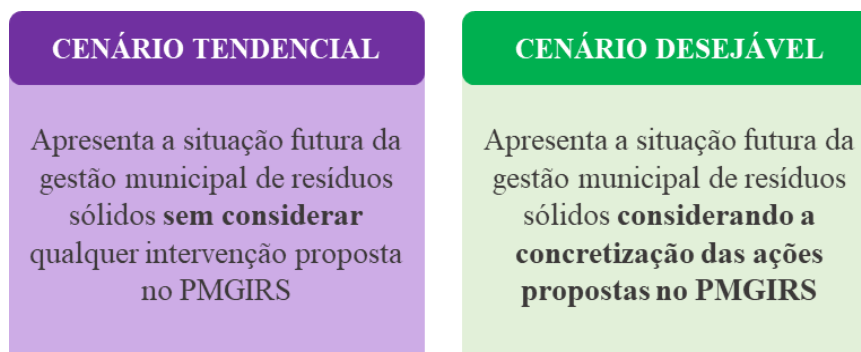 CENÁRIO TENDENCIAL
Apresenta a situação futura da
gestão municipal de resíduos
sólidos sem considerar
qualquer intervenção proposta
no PMGIRS
CENÁRIO DESEJÁVEL
Apresenta a situação futura da
gestão municipal de resíduos
sólidos considerando a
concretização das ações
propostas no PMGIRS